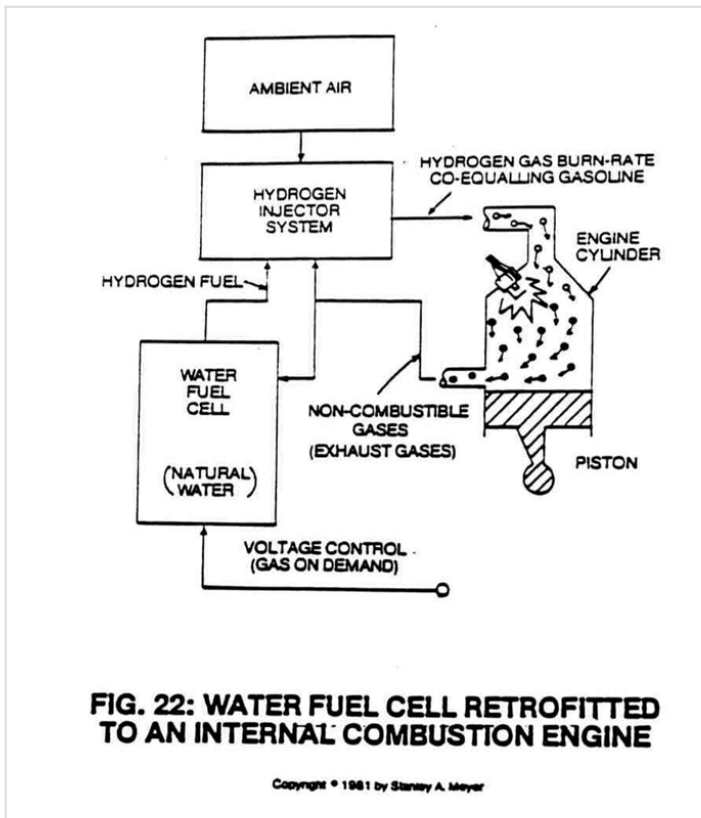 AMBIENT AIR
HYDROGEN GAS BURN-RATE
CO-EQUALLING GASOLINE
HYDROGEN
INJECTOR
SYSTEM
ENGINE
CYLINDER
HYDROGEN FUEL
WATER
FUEL
CELL
(NATURAL
WATER)
NON-COMBUSTIBLE
GASES
(EXHAUST GASES)
PISTON
VOLTAGE CONTROL
(GAS ON DEMAND)
FIG. 22: WATER FUEL CELL RETROFITTED
TO AN INTERNAL COMBUSTION ENGINE
Copyright © 1981 by Stanley A. Meyer